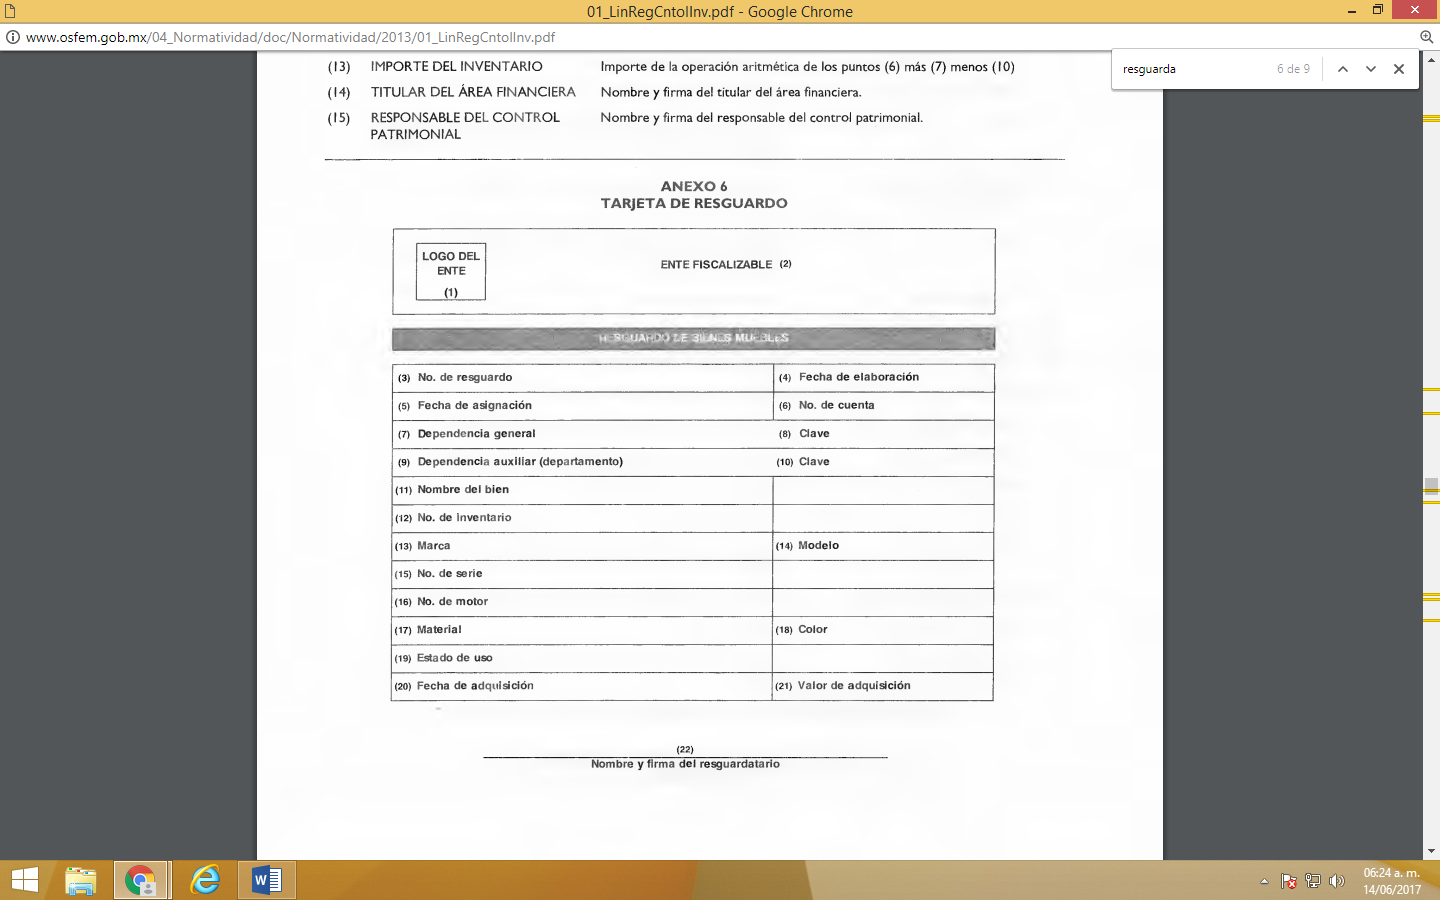 01_LinRegCntolInv.pdf - Google Chrome
www.osfem.gob.mx/04_Normatividad/doc/Normatividad/2013/01_LinRegCntolInv.pdf
resguarda 6 de 9
(13) IMPORTE DEL INVENTARIO Importe de la operación aritmética de los puntos (6) más (7) menos (10)
(14) TITULAR DEL ÁREA FINANCIERA Nombre y firma del titular del área financiera.
(15) RESPONSABLE DEL CONTROL Nombre y firma del responsable del control patrimonial.
PATRIMONIAL
ANEXO 6
TARJETA DE RESGUARDO
LOGO DEL
ENTE
(1)
ENTE FISCALIZABLE (2)
RESGUARDO DE BIENES MUEBLES
(3) No. de resguardo (4) Fecha de elaboración
(5) Fecha de asignación (6) No. de cuenta
(7) Dependencia general (8) Clave
(9) Dependencia auxiliar (departamento) (10) Clave
(11) Nombre del bien
(12) No. de inventario
(13) Marca (14) Modelo
(15) No. de serie
(16) No. de motor
(17) Material (18) Color
(19) Estado de uso
(20) Fecha de adquisición (21) Valor de adquisición
(22)
Nombre y firma del resguardatario
06:24 a. m.
14/06/2017